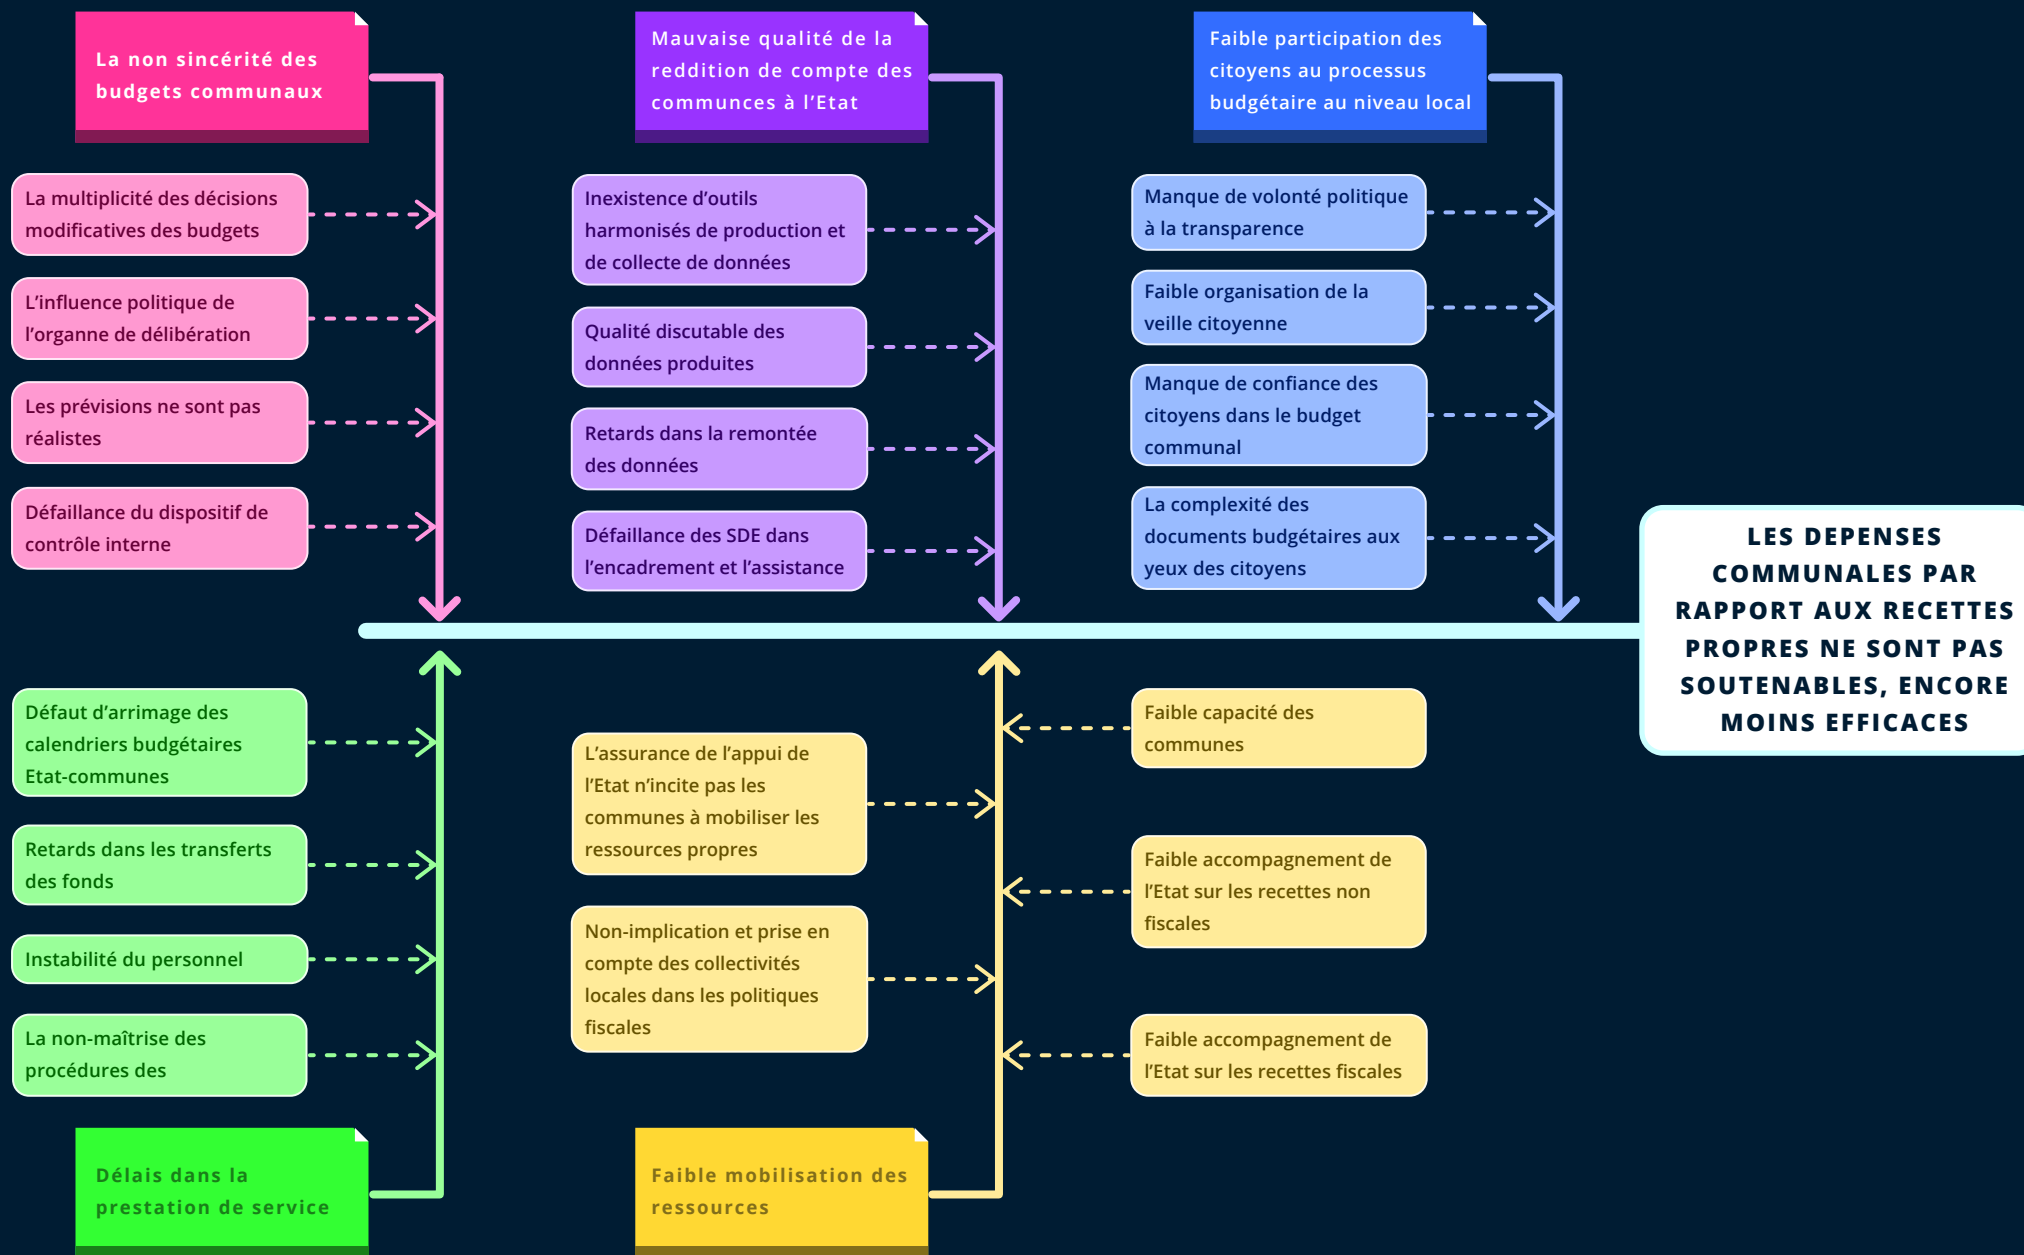 La non sincérité des
budgets communaux
La multiplicité des décisions
modificatives des budgets
L’influence politique de
l’organne de délibération
Les prévisions ne sont pas
réalistes
Défaillance du dispositif de
contrôle interne
Mauvaise qualité de la
reddition de compte des
communces à l’Etat
Inexistence d’outils
harmonisés de production et
de collecte de données
Qualité discutable des
données produites
Retards dans la remontée
des données
Défaillance des SDE dans
l’encadrement et l’assistance
Faible participation des
citoyens au processus
budgétaire au niveau local
Manque de volonté politique
à la transparence
Faible organisation de la
veille citoyenne
Manque de confiance des
citoyens dans le budget
communal
La complexité des
documents budgétaires aux
yeux des citoyens
LES DEPENSES
COMMUNALES PAR
RAPPORT AUX RECETTES
PROPRES NE SONT PAS
SOUTENABLES, ENCORE
MOINS EFFICACES
Défaut d’arrimage des
calendriers budgétaires
Etat-communes
Retards dans les transferts
des fonds
Instabilité du personnel
La non-maîtrise des
procédures des
Délais dans la
prestation de service
L’assurance de l’appui de
l’Etat n’incite pas les
communes à mobiliser les
ressources propres
Non-implication et prise en
compte des collectivités
locales dans les politiques
fiscales
Faible capacité des
communes
Faible accompagnement de
l’Etat sur les recettes non
fiscales
Faible accompagnement de
l’Etat sur les recettes fiscales
Faible mobilisation des
ressources